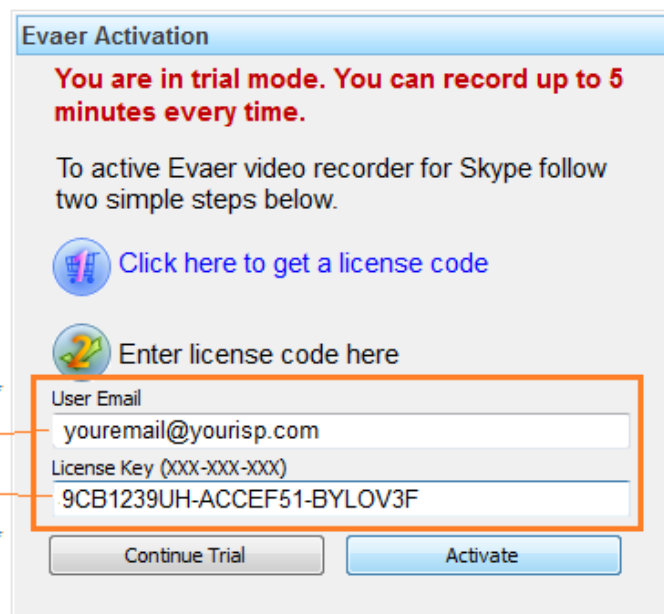 Evaer Activation
You are in trial mode. You can record up to 5
minutes every time.
To active Evaer video recorder for Skype follow
two simple steps below.
1
Click here to get a license code
2
Enter license code here
User Email
youremail@yourisp.com
License Key (XXX-XXX-XXX)
9CB1239UH-ACCEF51-BYLOV3F
Continue Trial
Activate